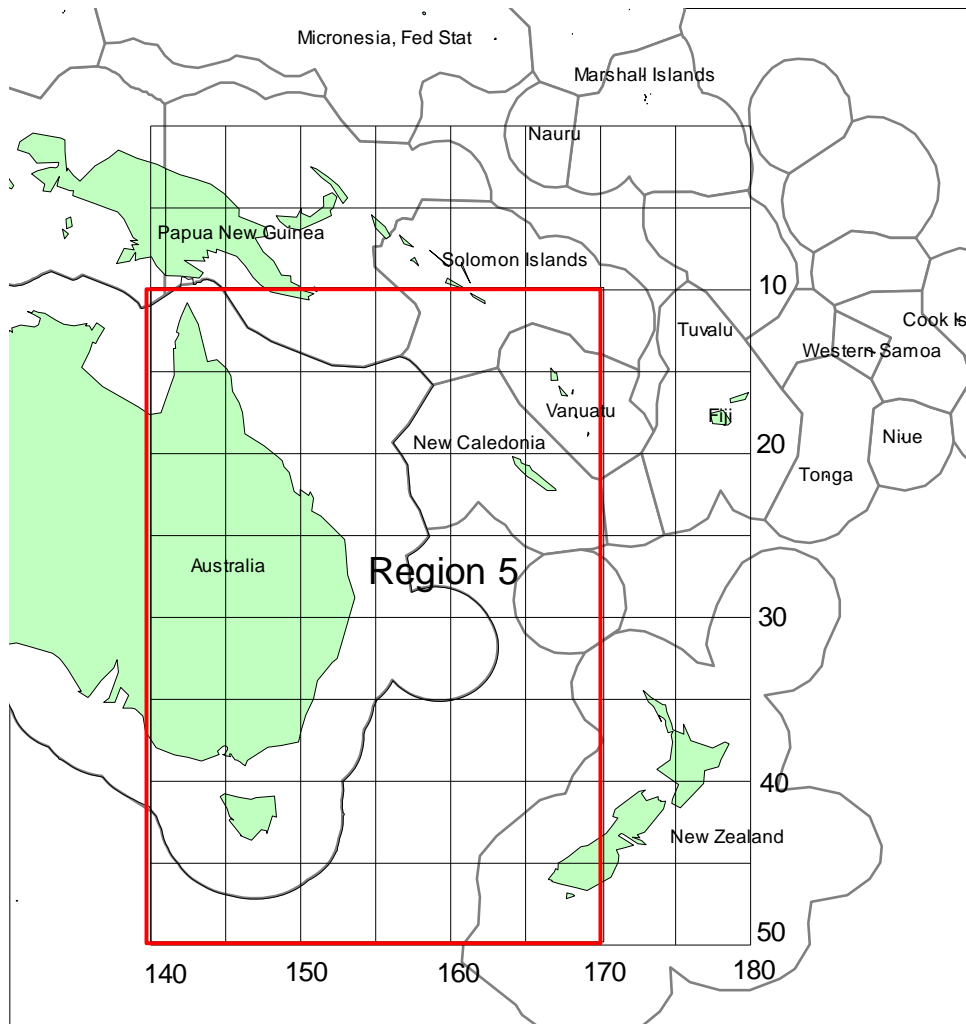 Micronesia, Fed Stat
Marshall Islands
Nauru
Papua New Guinea
Solomon Islands
10
Tuvalu
Cook Is
Western Samoa
Vanuatu
Fiji
New Caledonia
20
Niue
Tonga
Australia
Region 5
30
40
New Zealand
50
140
150
160
170
180